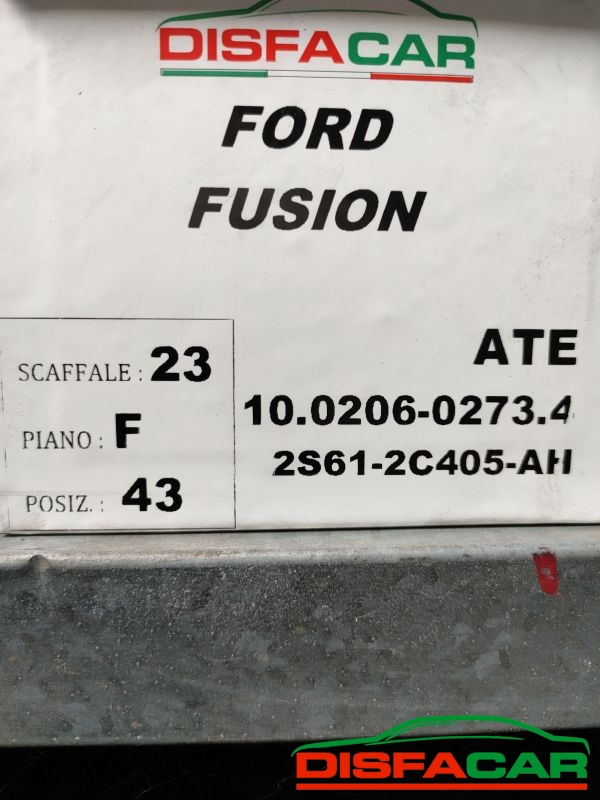 DISFACAR
FORD
FUSION
SCAFFALE : 23
PIANO : F
POSIZ. : 43
ATE
10.0206-0273.4
2S61-2C405-AH
DISFACAR